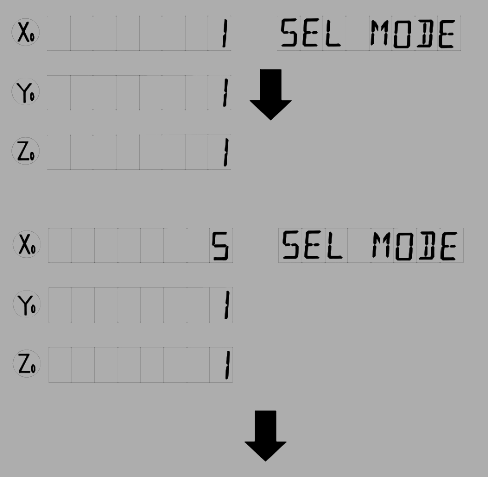 X₀ 1 SEL MODE
Y₀ 1
Z₀ 1
X₀ 5 SEL MODE
Y₀ 1
Z₀ 1